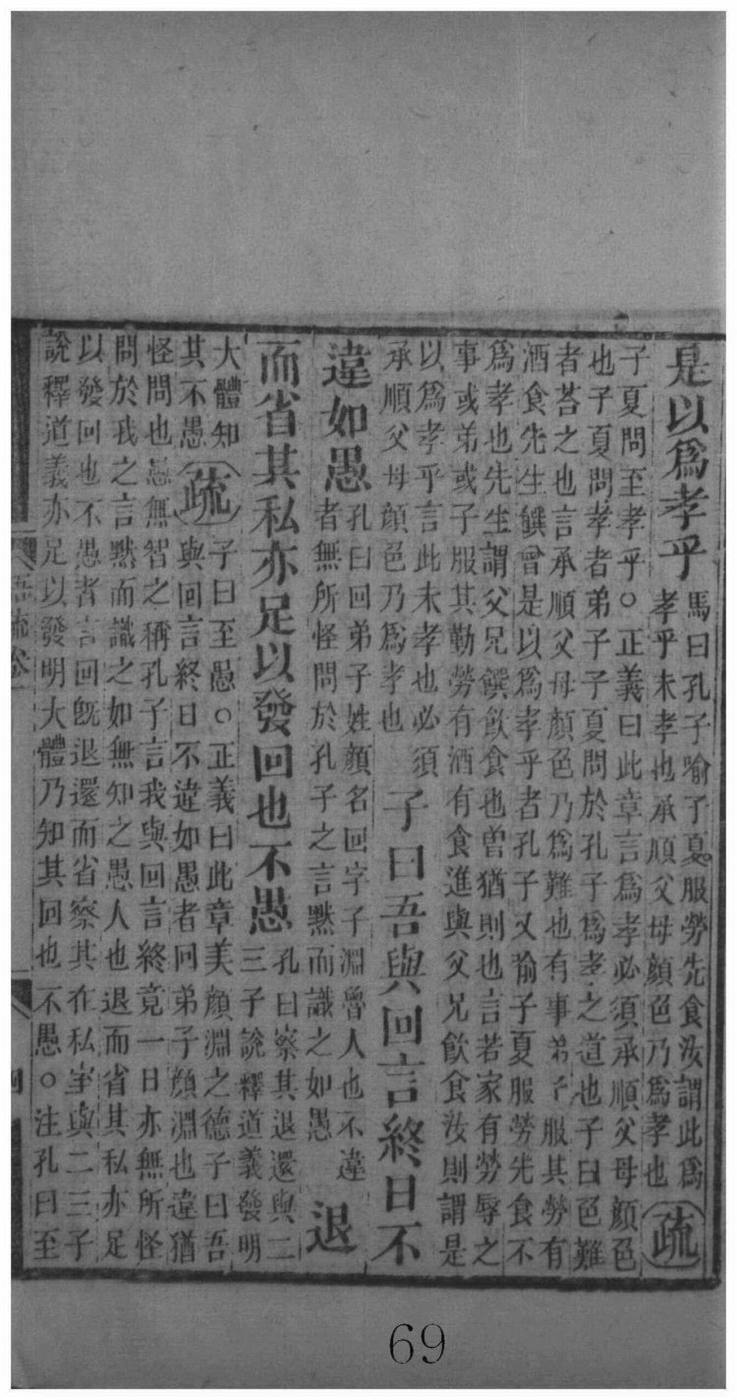 是以爲孝乎
馬曰孔子喻子夏服勞先食汝謂此爲
孝乎未孝也承順父母顏色乃爲孝也
疏
子夏問至孝乎○正義曰此章言爲孝必須承順父母顏色
也子夏問孝者弟子子夏問於孔子爲孝之道也子曰色難
者荅之也言承順父母顏色乃爲難也有事弟子服其勞有
酒食先生饌曾是以爲孝乎者孔子又喻子夏服勞先食不
爲孝也先生謂父兄饌飲食也曾猶則也言若家有勞辱之
事或弟或子服其勤勞有酒有食進與父兄飲食汝則謂是
以爲孝乎言此未孝也必須
承順父母顏色乃爲孝也
子曰吾與回言終日不
違如愚
孔曰回弟子姓顏名回字子淵魯人也不違
者無所怪問於孔子之言默而識之如愚
退
而省其私亦足以發回也不愚
孔曰察其退還與二
三子說釋道義發明
大體知
其不愚
疏
子曰至愚○正義曰此章美顏淵之德子曰吾
與回言終日不違如愚者回弟子顏淵也違猶
怪問也愚無智之稱孔子言我與回言終竟一日亦無所怪
問於我之言默而識之如無知之愚人也退而省其私亦足
以發回也不愚者言回旣退還而省察其在私室與二三子
說釋道義亦足以發明大體乃知其回也不愚○注孔曰至
69